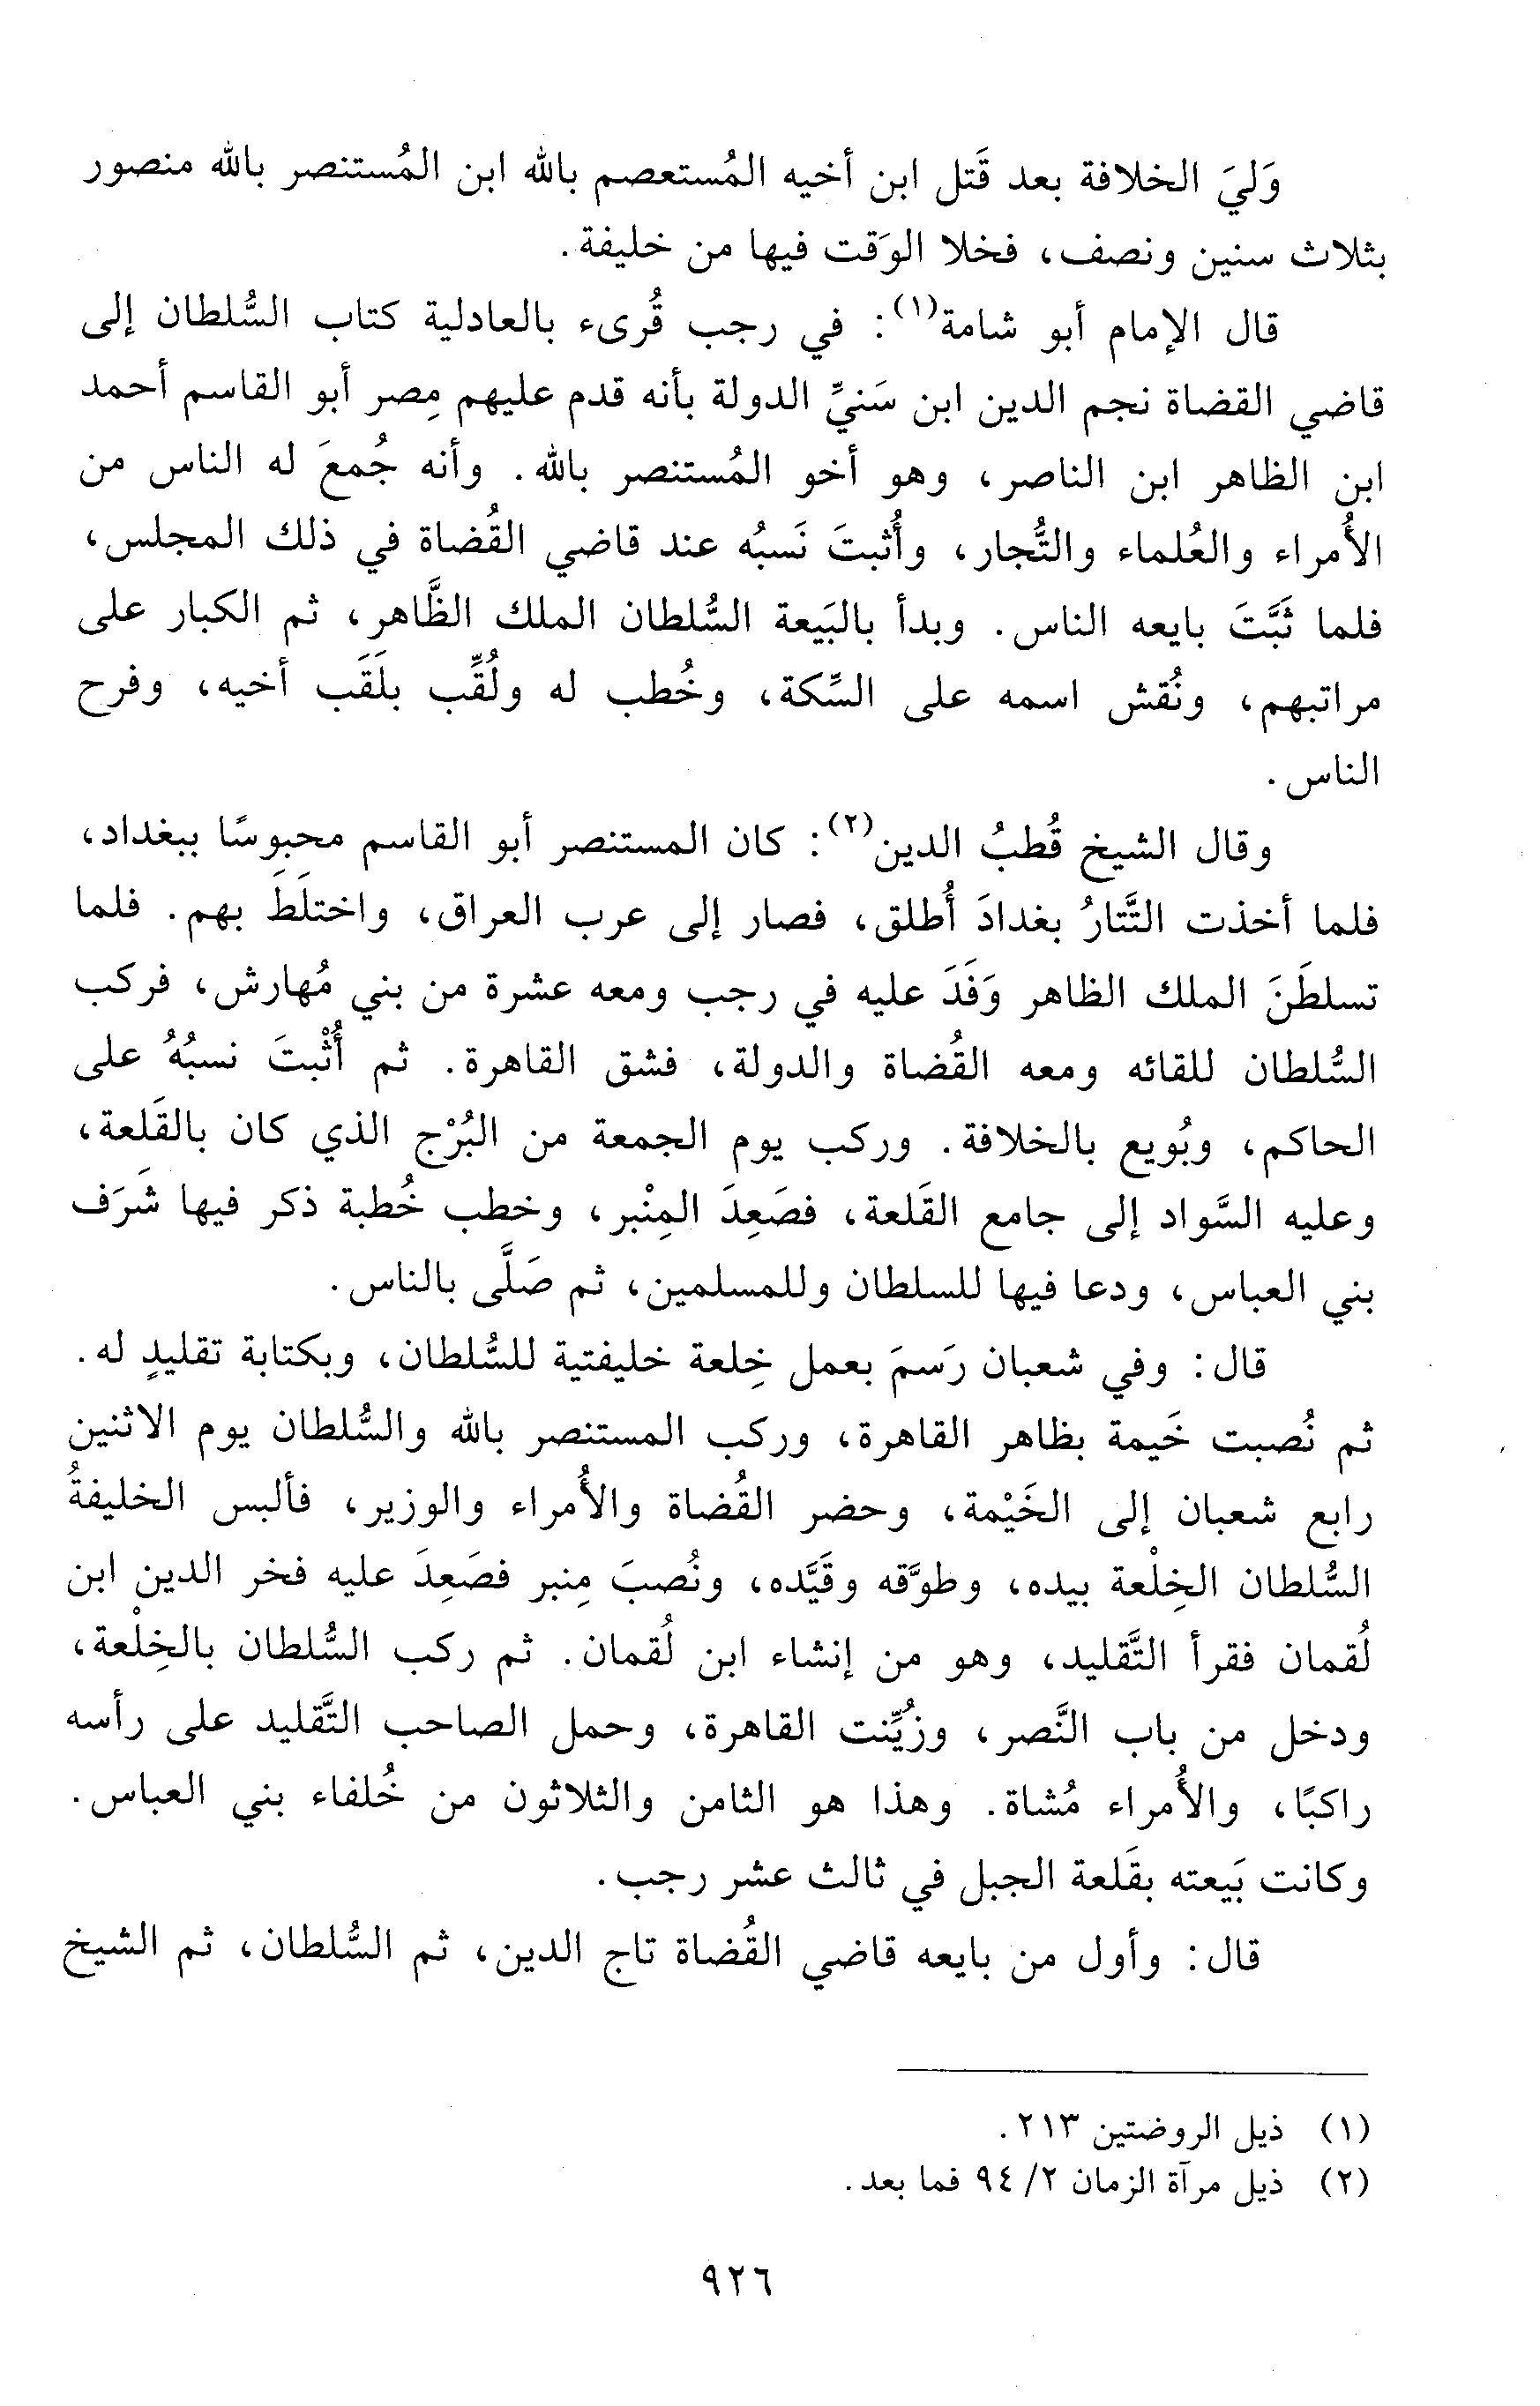 وَليَ الخلافة بعد قَتل ابن أخيه المُستعصم بالله ابن المُستنصر بالله منصور
بثلاث سنين ونصف، فخلا الوَقت فيها من خليفة.
قال الإمام أبو شامة(١): في رجب قُرىء بالعادلية كتاب السُّلطان إلى
قاضي القضاة نجم الدين ابن سَنيِّ الدولة بأنه قدم عليهم مِصر أبو القاسم أحمد
ابن الظاهر ابن الناصر، وهو أخو المُستنصر بالله. وأنه جُمعَ له الناس من
الأُمراء والعُلماء والتُّجار، وأُثبتَ نَسبُه عند قاضي القُضاة في ذلك المجلس،
فلما ثَبَّتَ بايعه الناس. وبدأ بالبَيعة السُّلطان الملك الظَّاهر، ثم الكبار على
مراتبهم، ونُقش اسمه على السِّكة، وخُطب له ولُقِّب بلَقَب أخيه، وفرح
الناس.
وقال الشيخ قُطبُ الدين(٢): كان المستنصر أبو القاسم محبوسًا ببغداد،
فلما أخذت التَّتارُ بغدادَ أُطلق، فصار إلى عرب العراق، واختلَطَ بهم. فلما
تسلطَنَ الملك الظاهر وَفَدَ عليه في رجب ومعه عشرة من بني مُهارش، فركب
السُّلطان للقائه ومعه القُضاة والدولة، فشق القاهرة. ثم أُثْبتَ نسبُهُ على
الحاكم، وبُويع بالخلافة. وركب يوم الجمعة من البُرْج الذي كان بالقَلعة،
وعليه السَّواد إلى جامع القَلعة، فصَعِدَ المِنْبر، وخطب خُطبة ذكر فيها شَرَف
بني العباس، ودعا فيها للسلطان وللمسلمين، ثم صَلَّى بالناس.
قال: وفي شعبان رَسمَ بعمل خِلعة خليفتية للسُّلطان، وبكتابة تقليدٍ له.
ثم نُصبت خَيمة بظاهر القاهرة، وركب المستنصر بالله والسُّلطان يوم الاثنين
رابع شعبان إلى الخَيْمة، وحضر القُضاة والأُمراء والوزير، فألبس الخليفةُ
السُّلطان الخِلْعة بيده، وطوَّقه وقَيَّده، ونُصبَ مِنبر فصَعِدَ عليه فخر الدين ابن
لُقمان فقرأ التَّقليد، وهو من إنشاء ابن لُقمان. ثم ركب السُّلطان بالخِلْعة،
ودخل من باب النَّصر، وزُيِّنت القاهرة، وحمل الصاحب التَّقليد على رأسه
راكبًا، والأُمراء مُشاة. وهذا هو الثامن والثلاثون من خُلفاء بني العباس.
وكانت بَيعته بقَلعة الجبل في ثالث عشر رجب.
قال: وأول من بايعه قاضي القُضاة تاج الدين، ثم السُّلطان، ثم الشيخ
(١) ذيل الروضتين ٢١٣.
(٢) ذيل مرآة الزمان ٢/ ٩٤ فما بعد.
٩٢٦